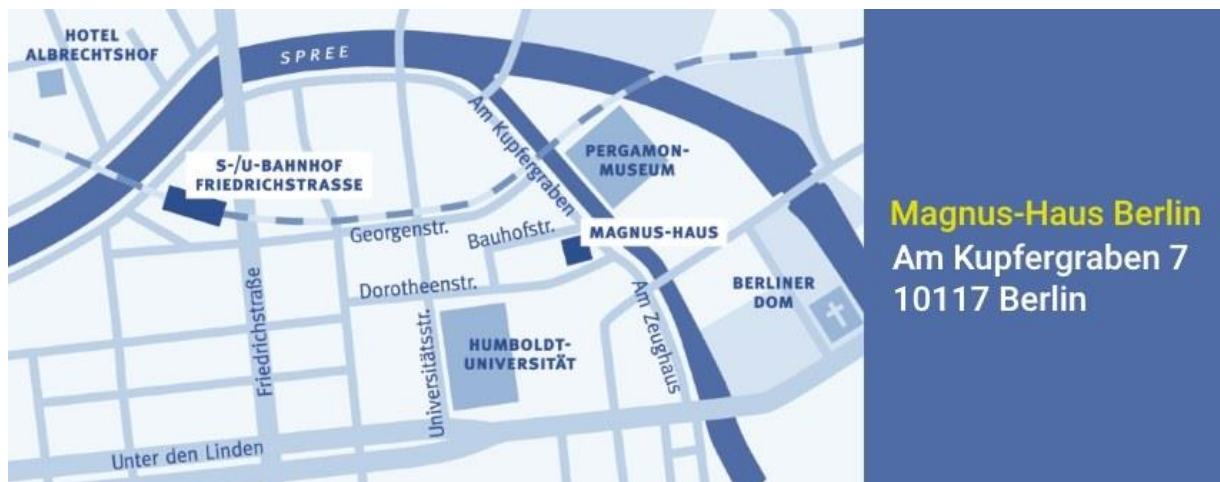 HOTEL
ALBRECHTSHOF
SPREE
Am Kupfergraben
S-/U-BAHNHOF
FRIEDRICHSTRASSE
PERGAMON-
MUSEUM
Georgenstr.
Bauhofstr.
MAGNUS-HAUS
Dorotheenstr.
Friedrichstraße
Universitätsstr.
HUMBOLDT-
UNIVERSITÄT
Am Zeughaus
BERLINER
DOM
Unter den Linden
Magnus-Haus Berlin
Am Kupfergraben 7
10117 Berlin